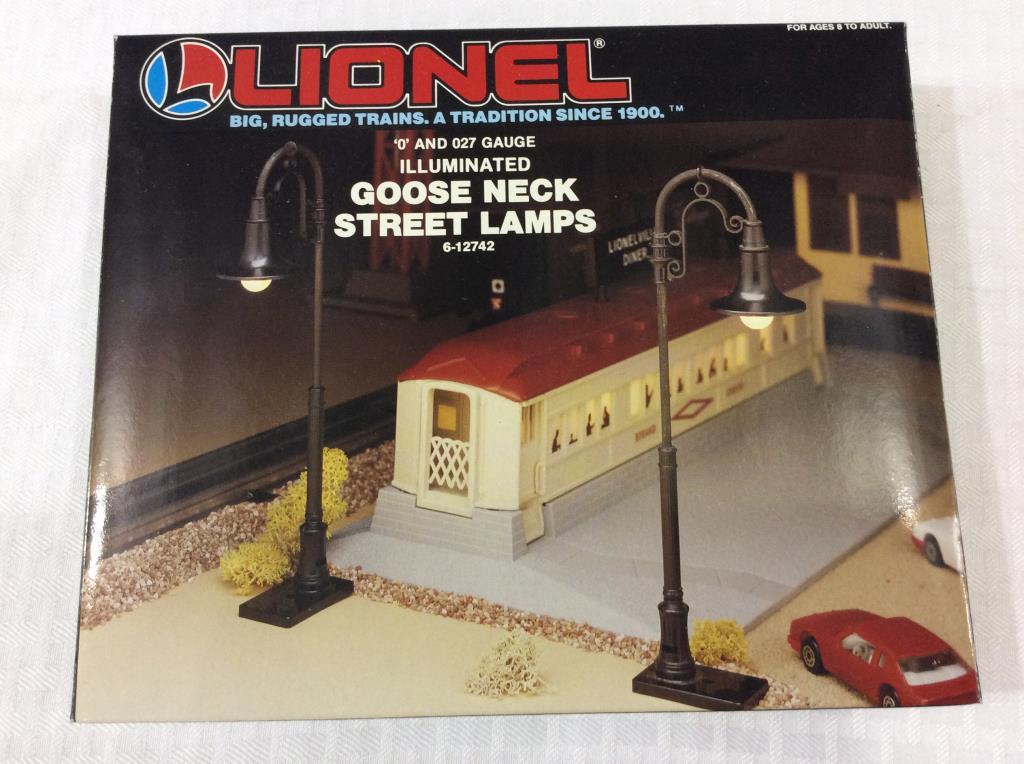 FOR AGES 8 TO ADULT.
LIONEL®
BIG, RUGGED TRAINS. A TRADITION SINCE 1900.™
'0' AND 027 GAUGE
ILLUMINATED
GOOSE NECK
STREET LAMPS
6-12742
LIONELVILLE
DINER